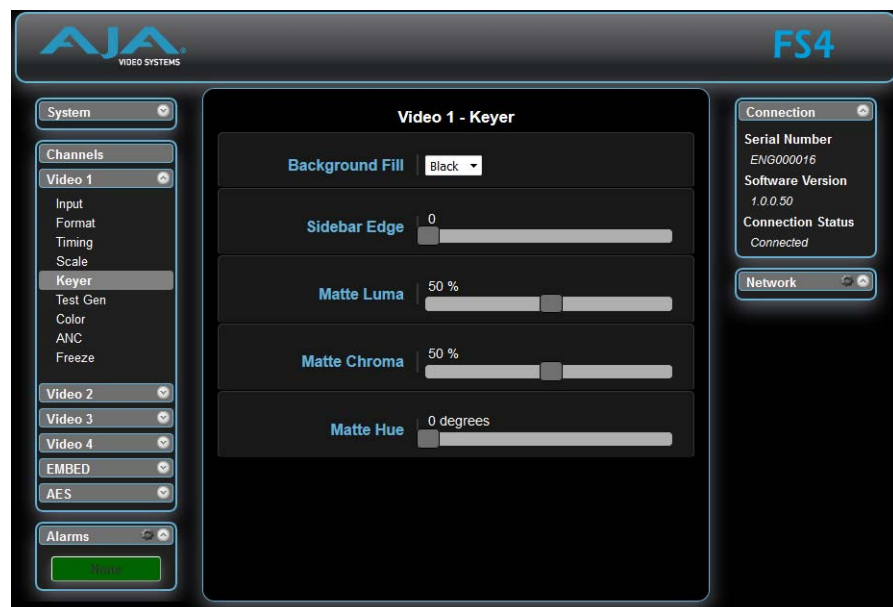 AJA
VIDEO SYSTEMS
FS4
System
Channels
Video 1
Input
Format
Timing
Scale
Keyer
Test Gen
Color
ANC
Freeze
Video 2
Video 3
Video 4
EMBED
AES
Alarms
None
Video 1 - Keyer
Background Fill Black
Sidebar Edge 0
Matte Luma 50 %
Matte Chroma 50 %
Matte Hue 0 degrees
Connection
Serial Number
ENG000016
Software Version
1.0.0.50
Connection Status
Connected
Network